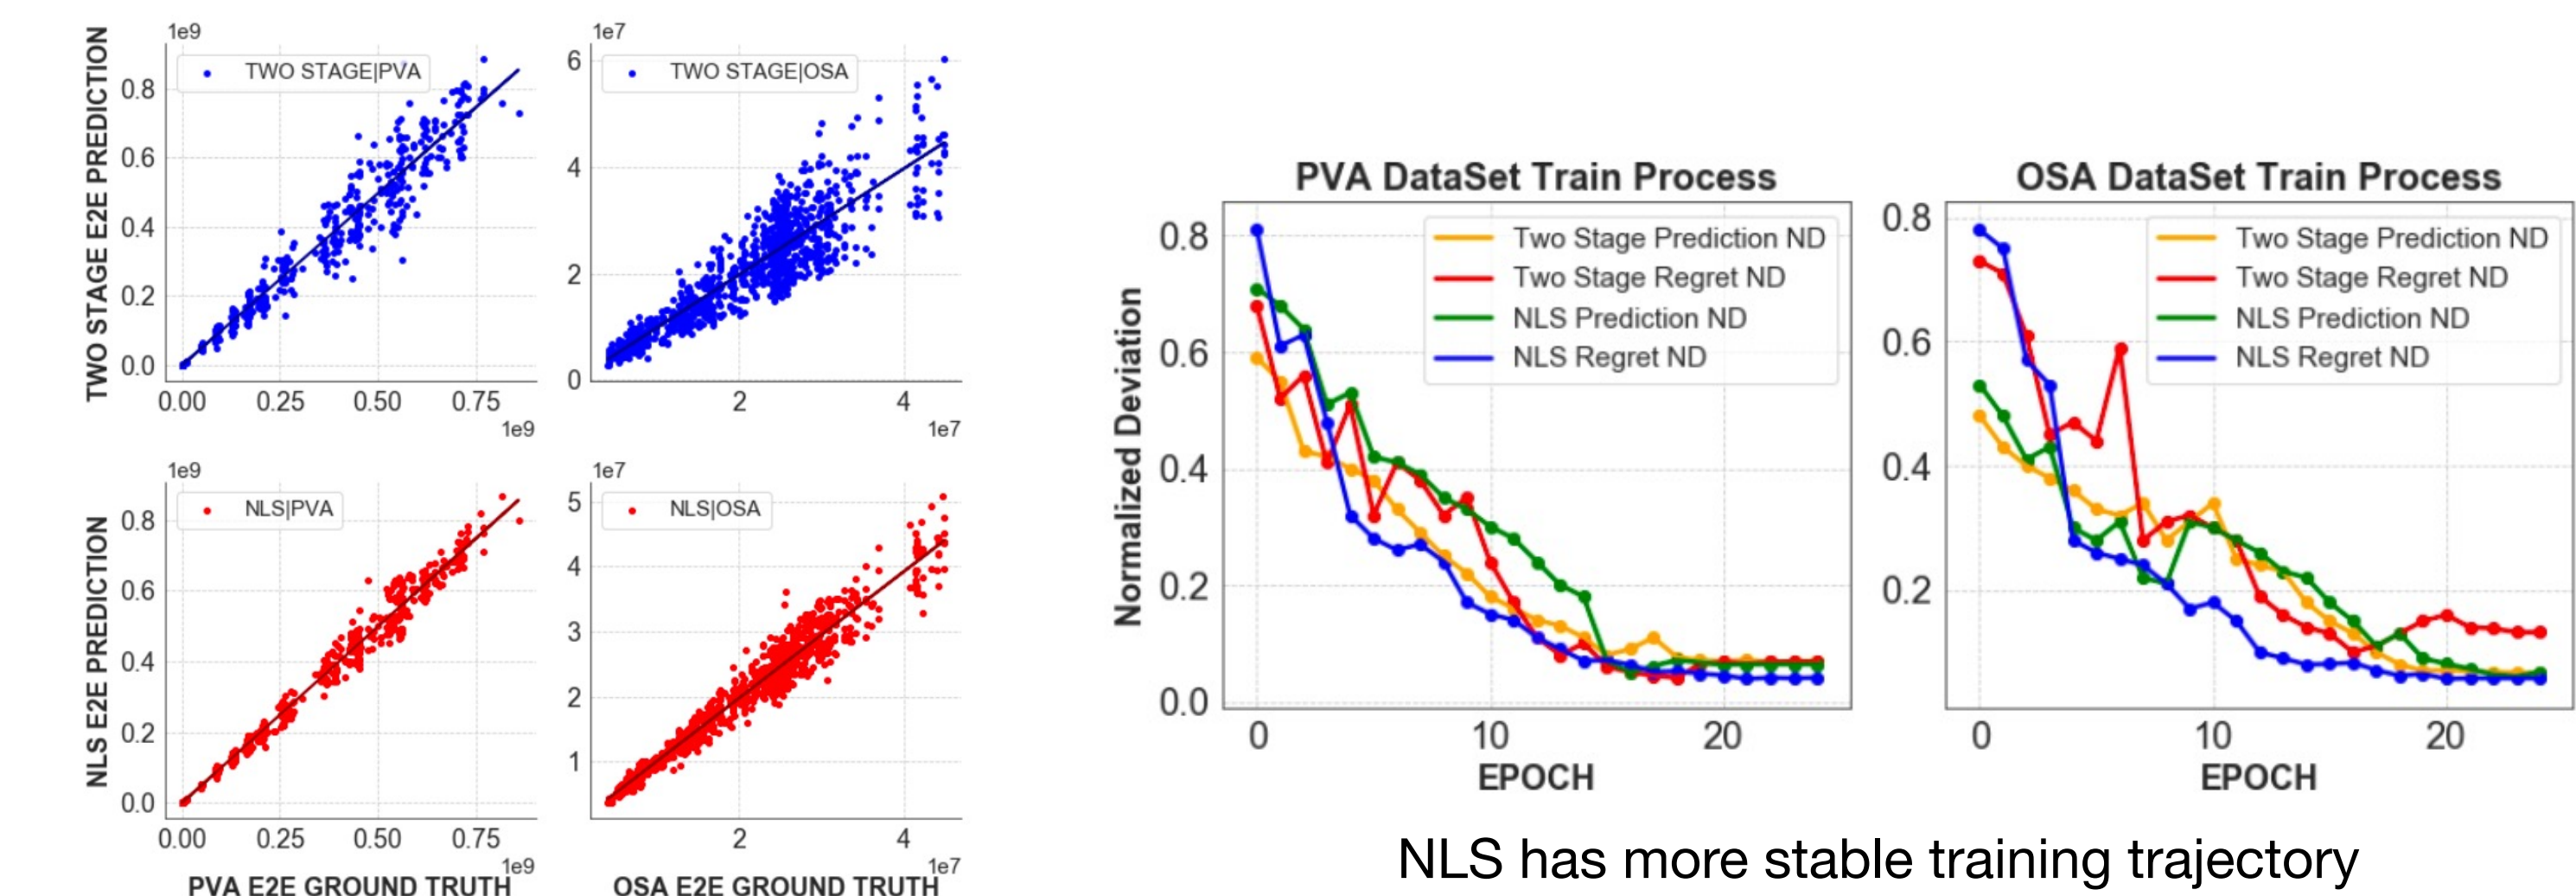 TWO STAGE E2E PREDICTION
1e9
TWO STAGE|PVA
0.8
0.6
0.4
0.2
0.0
0.00 0.25 0.50 0.75
1e9
1e7
TWO STAGE|OSA
6
4
2
0
2 4
1e7
NLS E2E PREDICTION
1e9
NLS|PVA
0.8
0.6
0.4
0.2
0.0
0.00 0.25 0.50 0.75
1e9
PVA E2E GROUND TRUTH
1e7
NLS|OSA
5
4
3
2
1
2 4
1e7
OSA E2E GROUND TRUTH
PVA DataSet Train Process
Normalized Deviation
0.8
0.6
0.4
0.2
0.0
Two Stage Prediction ND
Two Stage Regret ND
NLS Prediction ND
NLS Regret ND
0 10 20
EPOCH
OSA DataSet Train Process
0.8
0.6
0.4
0.2
Two Stage Prediction ND
Two Stage Regret ND
NLS Prediction ND
NLS Regret ND
0 10 20
EPOCH
NLS has more stable training trajectory